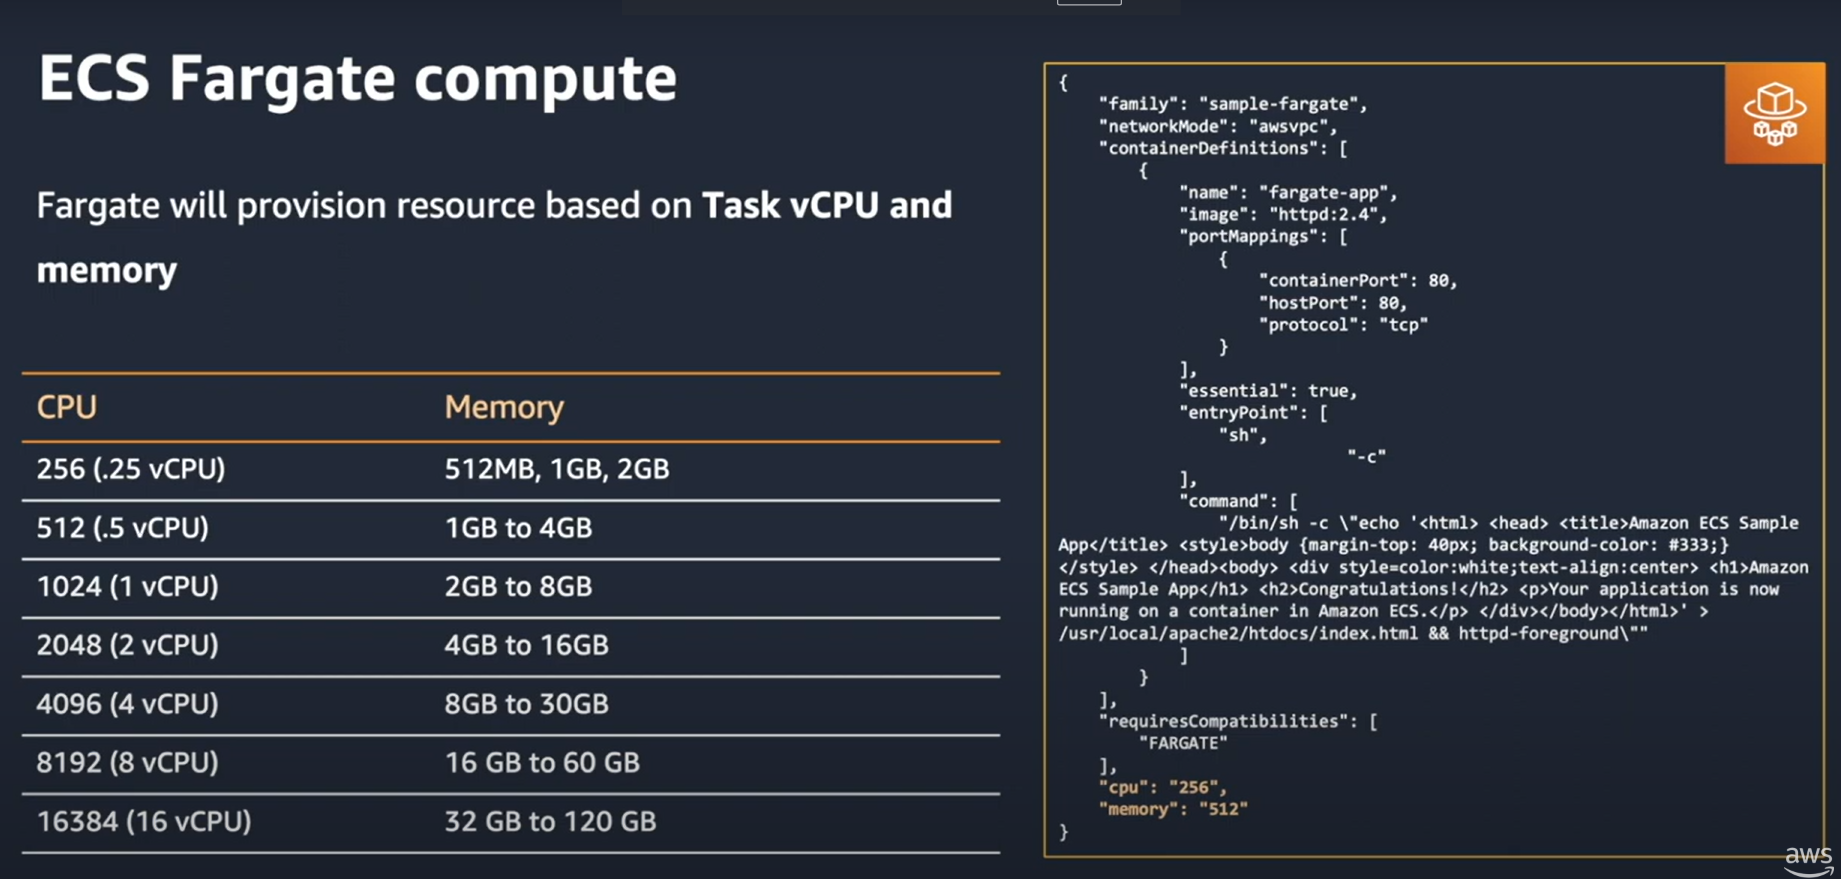 ECS Fargate compute
Fargate will provision resource based on Task vCPU and
memory
CPU Memory
256 (.25 vCPU) 512MB, 1GB, 2GB
512 (.5 vCPU) 1GB to 4GB
1024 (1 vCPU) 2GB to 8GB
2048 (2 vCPU) 4GB to 16GB
4096 (4 vCPU) 8GB to 30GB
8192 (8 vCPU) 16 GB to 60 GB
16384 (16 vCPU) 32 GB to 120 GB
{
"family": "sample-fargate",
"networkMode": "awsvpc",
"containerDefinitions": [
{
"name": "fargate-app",
"image": "httpd:2.4",
"portMappings": [
{
"containerPort": 80,
"hostPort": 80,
"protocol": "tcp"
}
],
"essential": true,
"entryPoint": [
"sh",
"-c"
],
"command": [
"/bin/sh -c \"echo '<html> <head> <title>Amazon ECS Sample
App</title> <style>body {margin-top: 40px; background-color: #333;}
</style> </head><body> <div style=color:white;text-align:center> <h1>Amazon
ECS Sample App</h1> <h2>Congratulations!</h2> <p>Your application is now
running on a container in Amazon ECS.</p> </div></body></html>' >
/usr/local/apache2/htdocs/index.html && httpd-foreground\""
]
}
],
"requiresCompatibilities": [
"FARGATE"
],
"cpu": "256",
"memory": "512"
}
aws